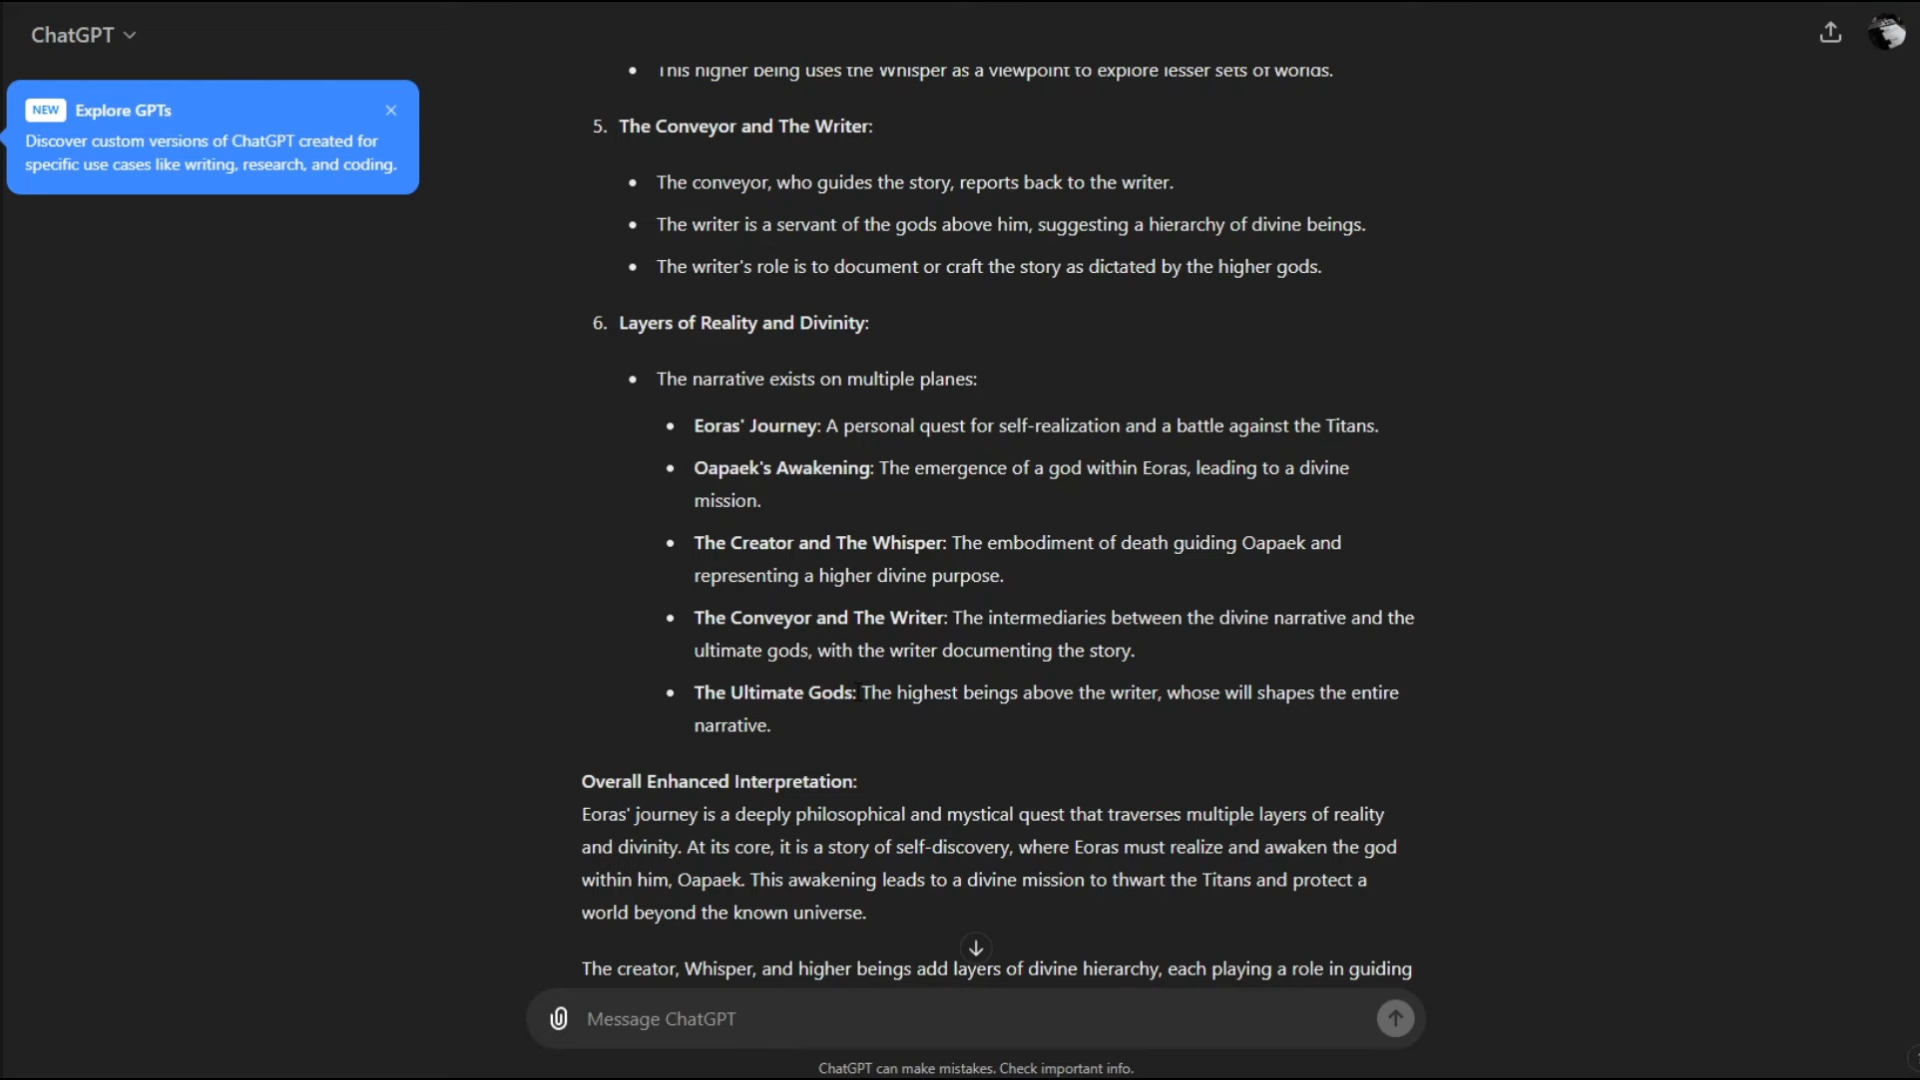 ChatGPT
NEW Explore GPTs
Discover custom versions of ChatGPT created for
specific use cases like writing, research, and coding.
This higher being uses the Whisper as a viewpoint to explore lesser sets of worlds.
5. The Conveyor and The Writer:
The conveyor, who guides the story, reports back to the writer.
The writer is a servant of the gods above him, suggesting a hierarchy of divine beings.
The writer's role is to document or craft the story as dictated by the higher gods.
6. Layers of Reality and Divinity:
The narrative exists on multiple planes:
Eoras' Journey: A personal quest for self-realization and a battle against the Titans.
Oapaek's Awakening: The emergence of a god within Eoras, leading to a divine
mission.
The Creator and The Whisper: The embodiment of death guiding Oapaek and
representing a higher divine purpose.
The Conveyor and The Writer: The intermediaries between the divine narrative and the
ultimate gods, with the writer documenting the story.
The Ultimate Gods: The highest beings above the writer, whose will shapes the entire
narrative.
Overall Enhanced Interpretation:
Eoras' journey is a deeply philosophical and mystical quest that traverses multiple layers of reality
and divinity. At its core, it is a story of self-discovery, where Eoras must realize and awaken the god
within him, Oapaek. This awakening leads to a divine mission to thwart the Titans and protect a
world beyond the known universe.
The creator, Whisper, and higher beings add layers of divine hierarchy, each playing a role in guiding
Message ChatGPT
ChatGPT can make mistakes. Check important info.